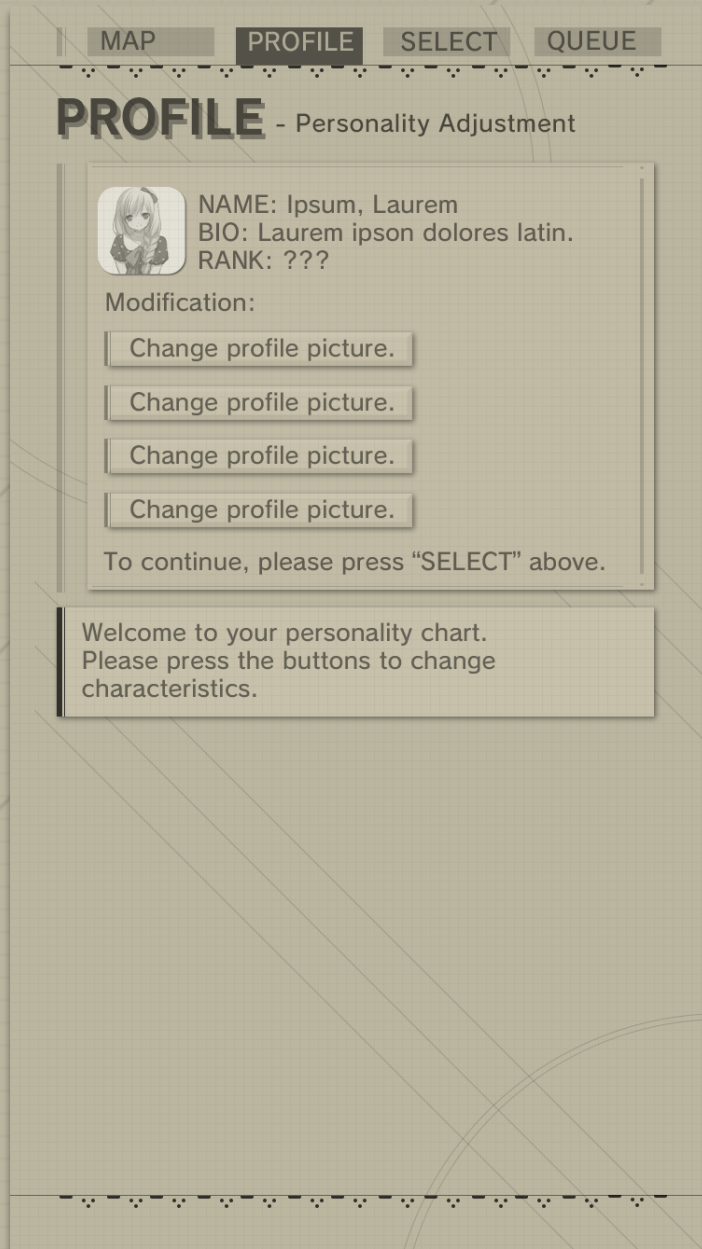 MAP PROFILE SELECT QUEUE
PROFILE - Personality Adjustment
NAME: Ipsum, Laurem
BIO: Laurem ipson dolores latin.
RANK: ???
Modification:
Change profile picture.
Change profile picture.
Change profile picture.
Change profile picture.
To continue, please press “SELECT” above.
Welcome to your personality chart.
Please press the buttons to change
characteristics.